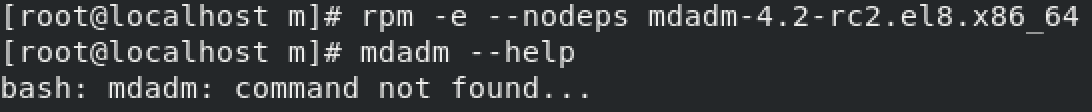 [root@localhost m]# rpm -e --nodeps mdadm-4.2-rc2.el8.x86_64
[root@localhost m]# mdadm --help
bash: mdadm: command not found...